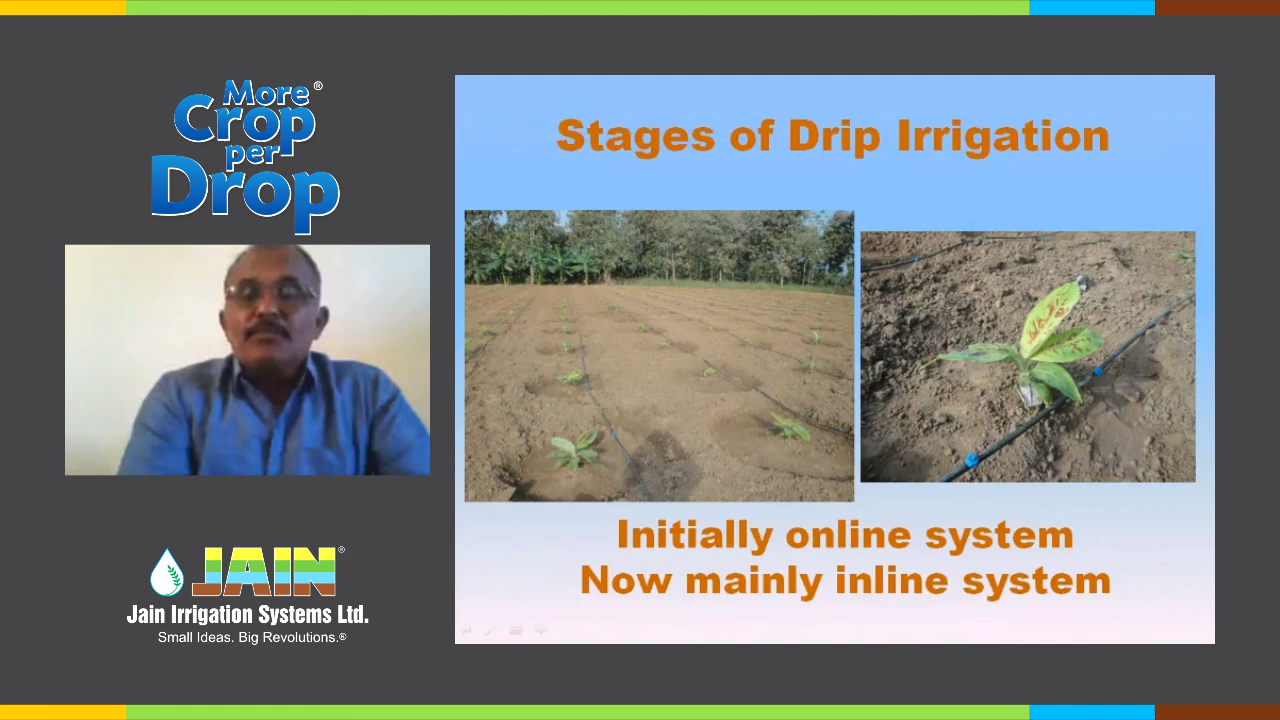 More®
Crop
per
Drop
Stages of Drip Irrigation
Initially online system
Now mainly inline system
JAIN®
Jain Irrigation Systems Ltd.
Small Ideas. Big Revolutions.®